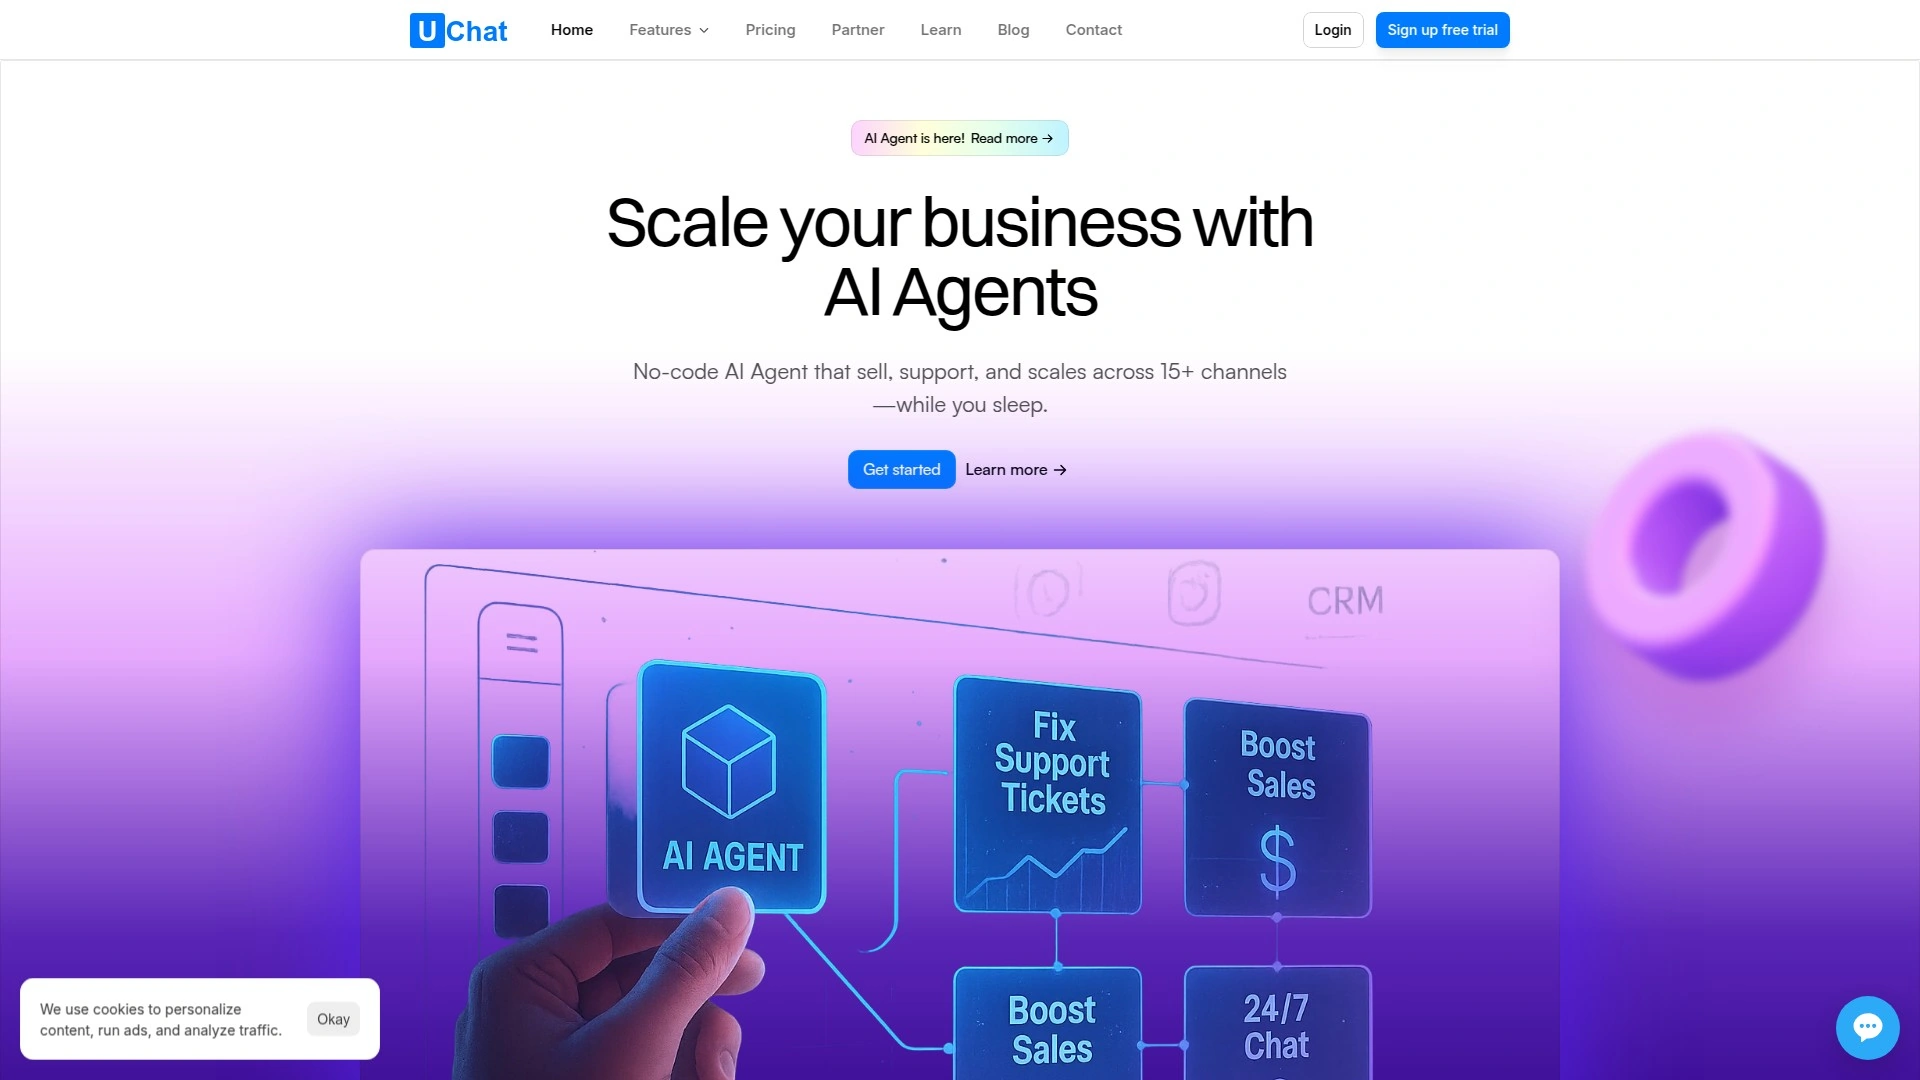 UChat
Home
Features
Pricing
Partner
Learn
Blog
Contact
Login
Sign up free trial
AI Agent is here! Read more →
Scale your business with
AI Agents
No-code AI Agent that sell, support, and scales across 15+ channels
—while you sleep.
Get started
Learn more →
CRM
AI AGENT
Fix
Support
Tickets
Boost
Sales
$
Boost
Sales
24/7
Chat
We use cookies to personalize
content, run ads, and analyze traffic.
Okay